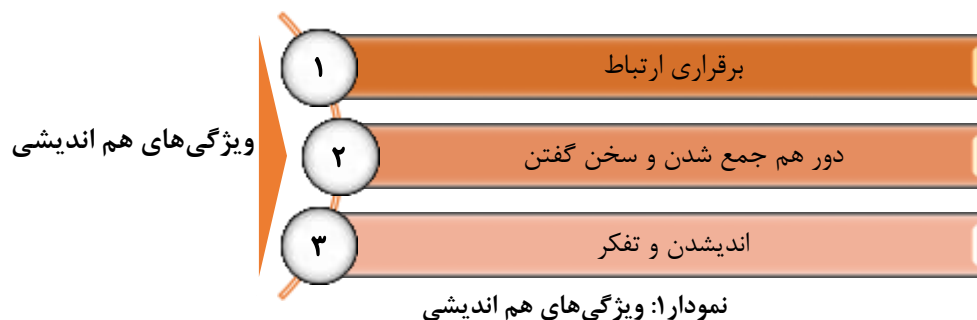 ویژگی‌های هم اندیشی
۱
برقراری ارتباط
۲
دور هم جمع شدن و سخن گفتن
۳
اندیشدن و تفکر
نمودار۱: ویژگی‌های هم اندیشی